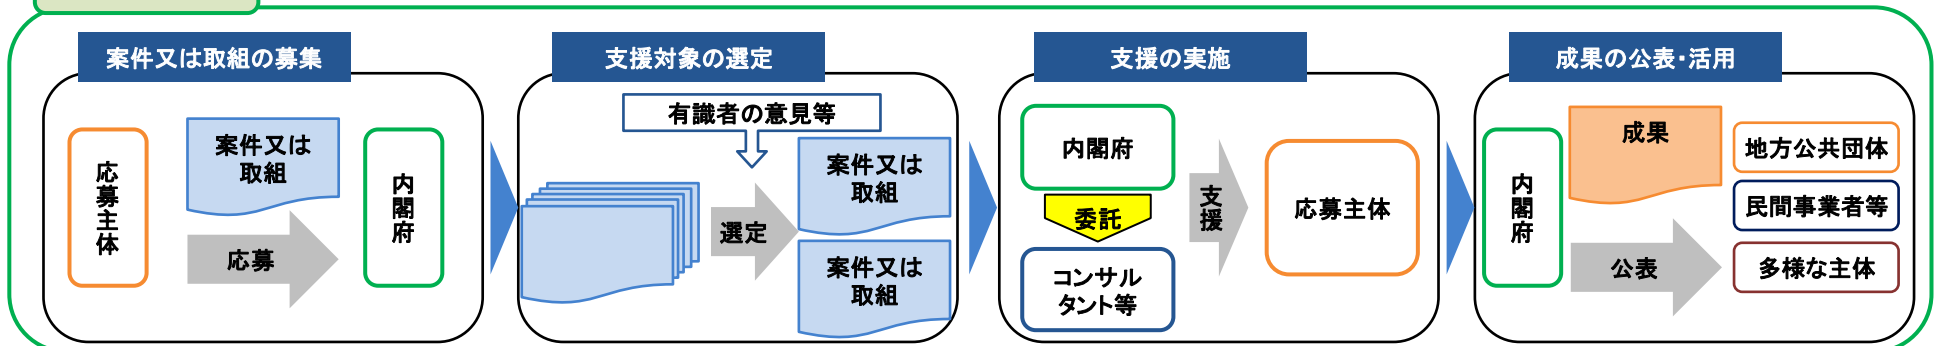 案件又は取組の募集
応募主体
案件又は
取組
応募
内閣府
支援対象の選定
有識者の意見等
選定
案件又は
取組
案件又は
取組
支援の実施
内閣府
委託
コンサル
タント等
支援
応募主体
成果の公表・活用
内閣府
成果
公表
地方公共団体
民間事業者等
多様な主体